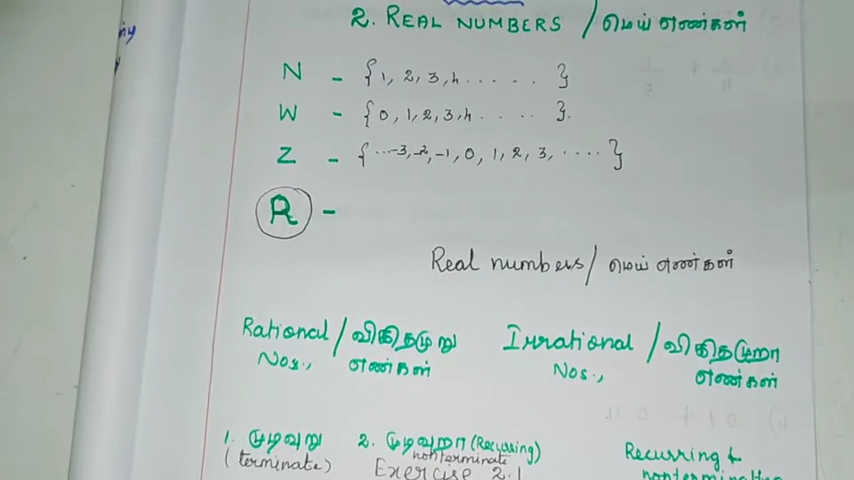 2. REAL NUMBERS / மெய் எண்கள்
N - {1, 2, 3, 4 ..... }
W - {0, 1, 2, 3, 4 ..... }.
Z - {...-3, -2, -1, 0, 1, 2, 3, ..... }
R -
Real numbers / மெய் எண்கள்
Rational / விகிதமுறு Irrational / விகிதமுறா
Nos., எண்கள் Nos., எண்கள்
1. முடிவுறு 2. முடிவுறா (Recurring) Recurring &
(terminate) nonterminate nonterminating
Exercise 2.1